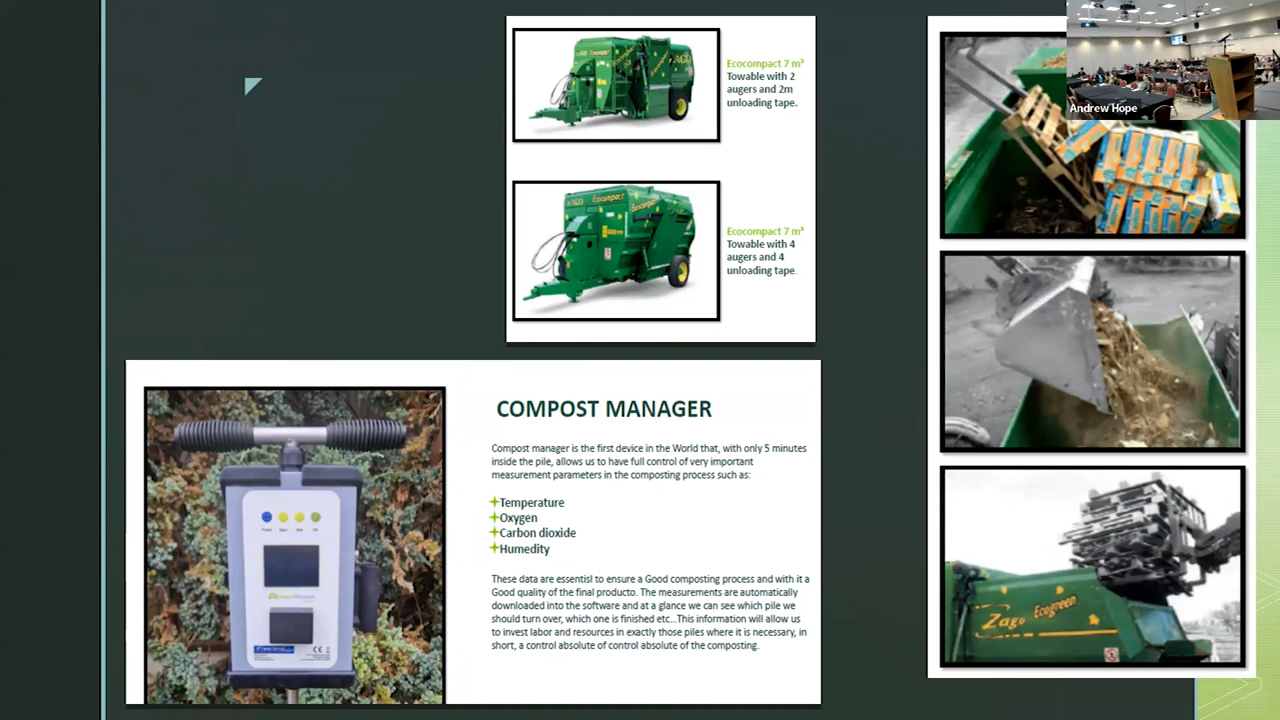 Ecocompact 7 m³
Towable with 2
augers and 2m
unloading tape.
Ecocompact 7 m³
Towable with 4
augers and 4
unloading tape.
Andrew Hope
Zago Ecogreen
COMPOST MANAGER
Compost manager is the first device in the World that, with only 5 minutes
inside the pile, allows us to have full control of very important
measurement parameters in the composting process such as:
Temperature
Oxygen
Carbon dioxide
Humedity
These data are essentisl to ensure a Good composting process and with it a
Good quality of the final producto. The measurements are automatically
downloaded into the software and at a glance we can see which pile we
should turn over, which one is finished etc...This information will allow us
to invest labor and resources in exactly those piles where it is necessary, in
short, a control absolute of control absolute of the composting.